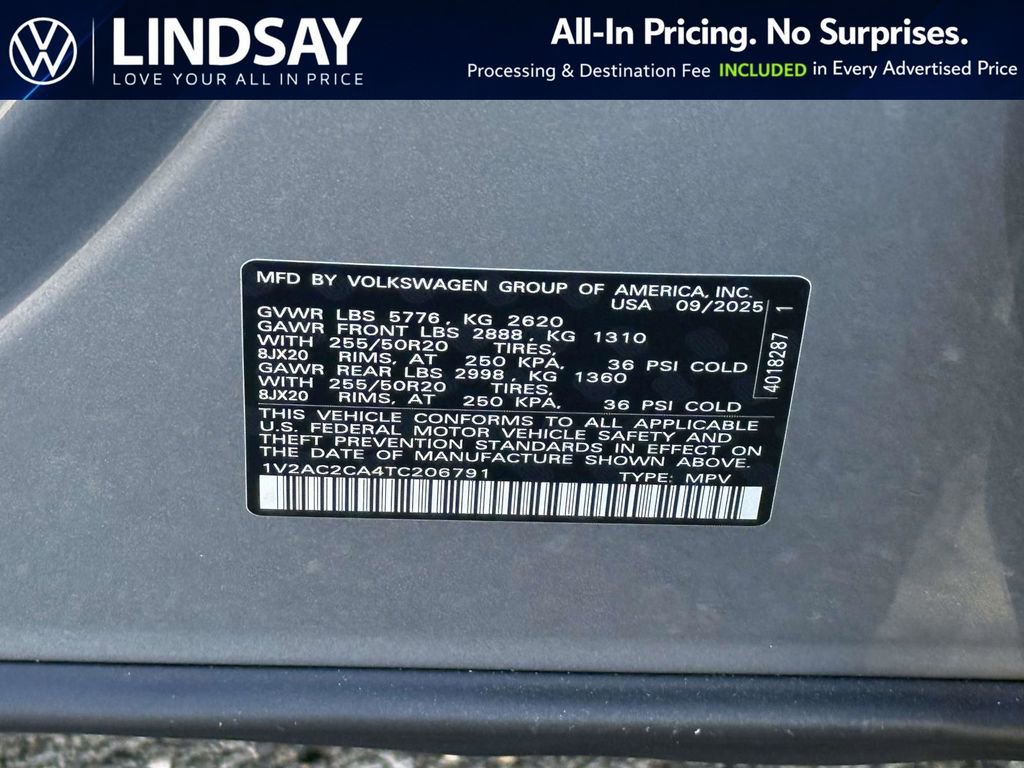 LINDSAY
LOVE YOUR ALL IN PRICE
All-In Pricing. No Surprises.
Processing & Destination Fee INCLUDED in Every Advertised Price
MFD BY VOLKSWAGEN GROUP OF AMERICA, INC.
USA 09/2025
GVWR LBS 5776, KG 2620
GAWR FRONT LBS 2888, KG 1310
WITH 255/50R20 TIRES,
8JX20 RIMS, AT 250 KPA, 36 PSI COLD
GAWR REAR LBS 2998, KG 1360
WITH 255/50R20 TIRES,
8JX20 RIMS, AT 250 KPA, 36 PSI COLD
4018287 1
THIS VEHICLE CONFORMS TO ALL APPLICABLE
U.S. FEDERAL MOTOR VEHICLE SAFETY AND
THEFT PREVENTION STANDARDS IN EFFECT ON
THE DATE OF MANUFACTURE SHOWN ABOVE.
1V2AC2CA4TC206791 TYPE: MPV